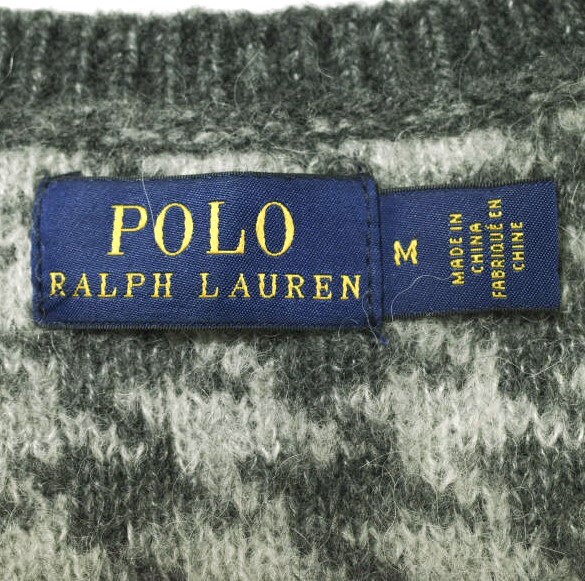 POLO
RALPH LAUREN
M
MADE IN
CHINA
FABRIQUÉ EN
CHINE